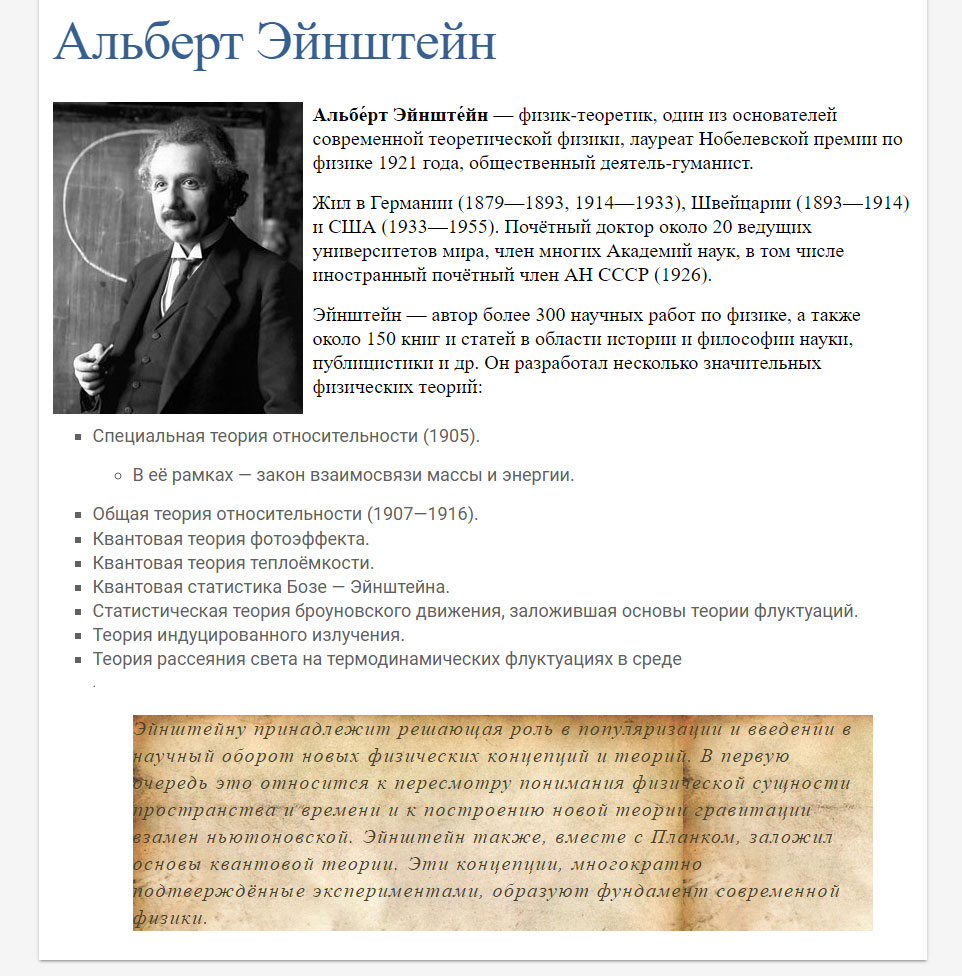 Альберт Эйнштейн
Альбе́рт Эйнште́йн — физик-теоретик, один из основателей
современной теоретической физики, лауреат Нобелевской премии по
физике 1921 года, общественный деятель-гуманист.
Жил в Германии (1879—1893, 1914—1933), Швейцарии (1893—1914)
и США (1933—1955). Почётный доктор около 20 ведущих
университетов мира, член многих Академий наук, в том числе
иностранный почётный член АН СССР (1926).
Эйнштейн — автор более 300 научных работ по физике, а также
около 150 книг и статей в области истории и философии науки,
публицистики и др. Он разработал несколько значительных
физических теорий:
Специальная теория относительности (1905).
В её рамках — закон взаимосвязи массы и энергии.
Общая теория относительности (1907—1916).
Квантовая теория фотоэффекта.
Квантовая теория теплоёмкости.
Квантовая статистика Бозе — Эйнштейна.
Статистическая теория броуновского движения, заложившая основы теории флуктуаций.
Теория индуцированного излучения.
Теория рассеяния света на термодинамических флуктуациях в среде
.
Эйнштейну принадлежит решающая роль в популяризации и введении в
научный оборот новых физических концепций и теорий. В первую
очередь это относится к пересмотру понимания физической сущности
пространства и времени и к построению новой теории гравитации
взамен ньютоновской. Эйнштейн также, вместе с Планком, заложил
основы квантовой теории. Эти концепции, многократно
подтверждённые экспериментами, образуют фундамент современной
физики.